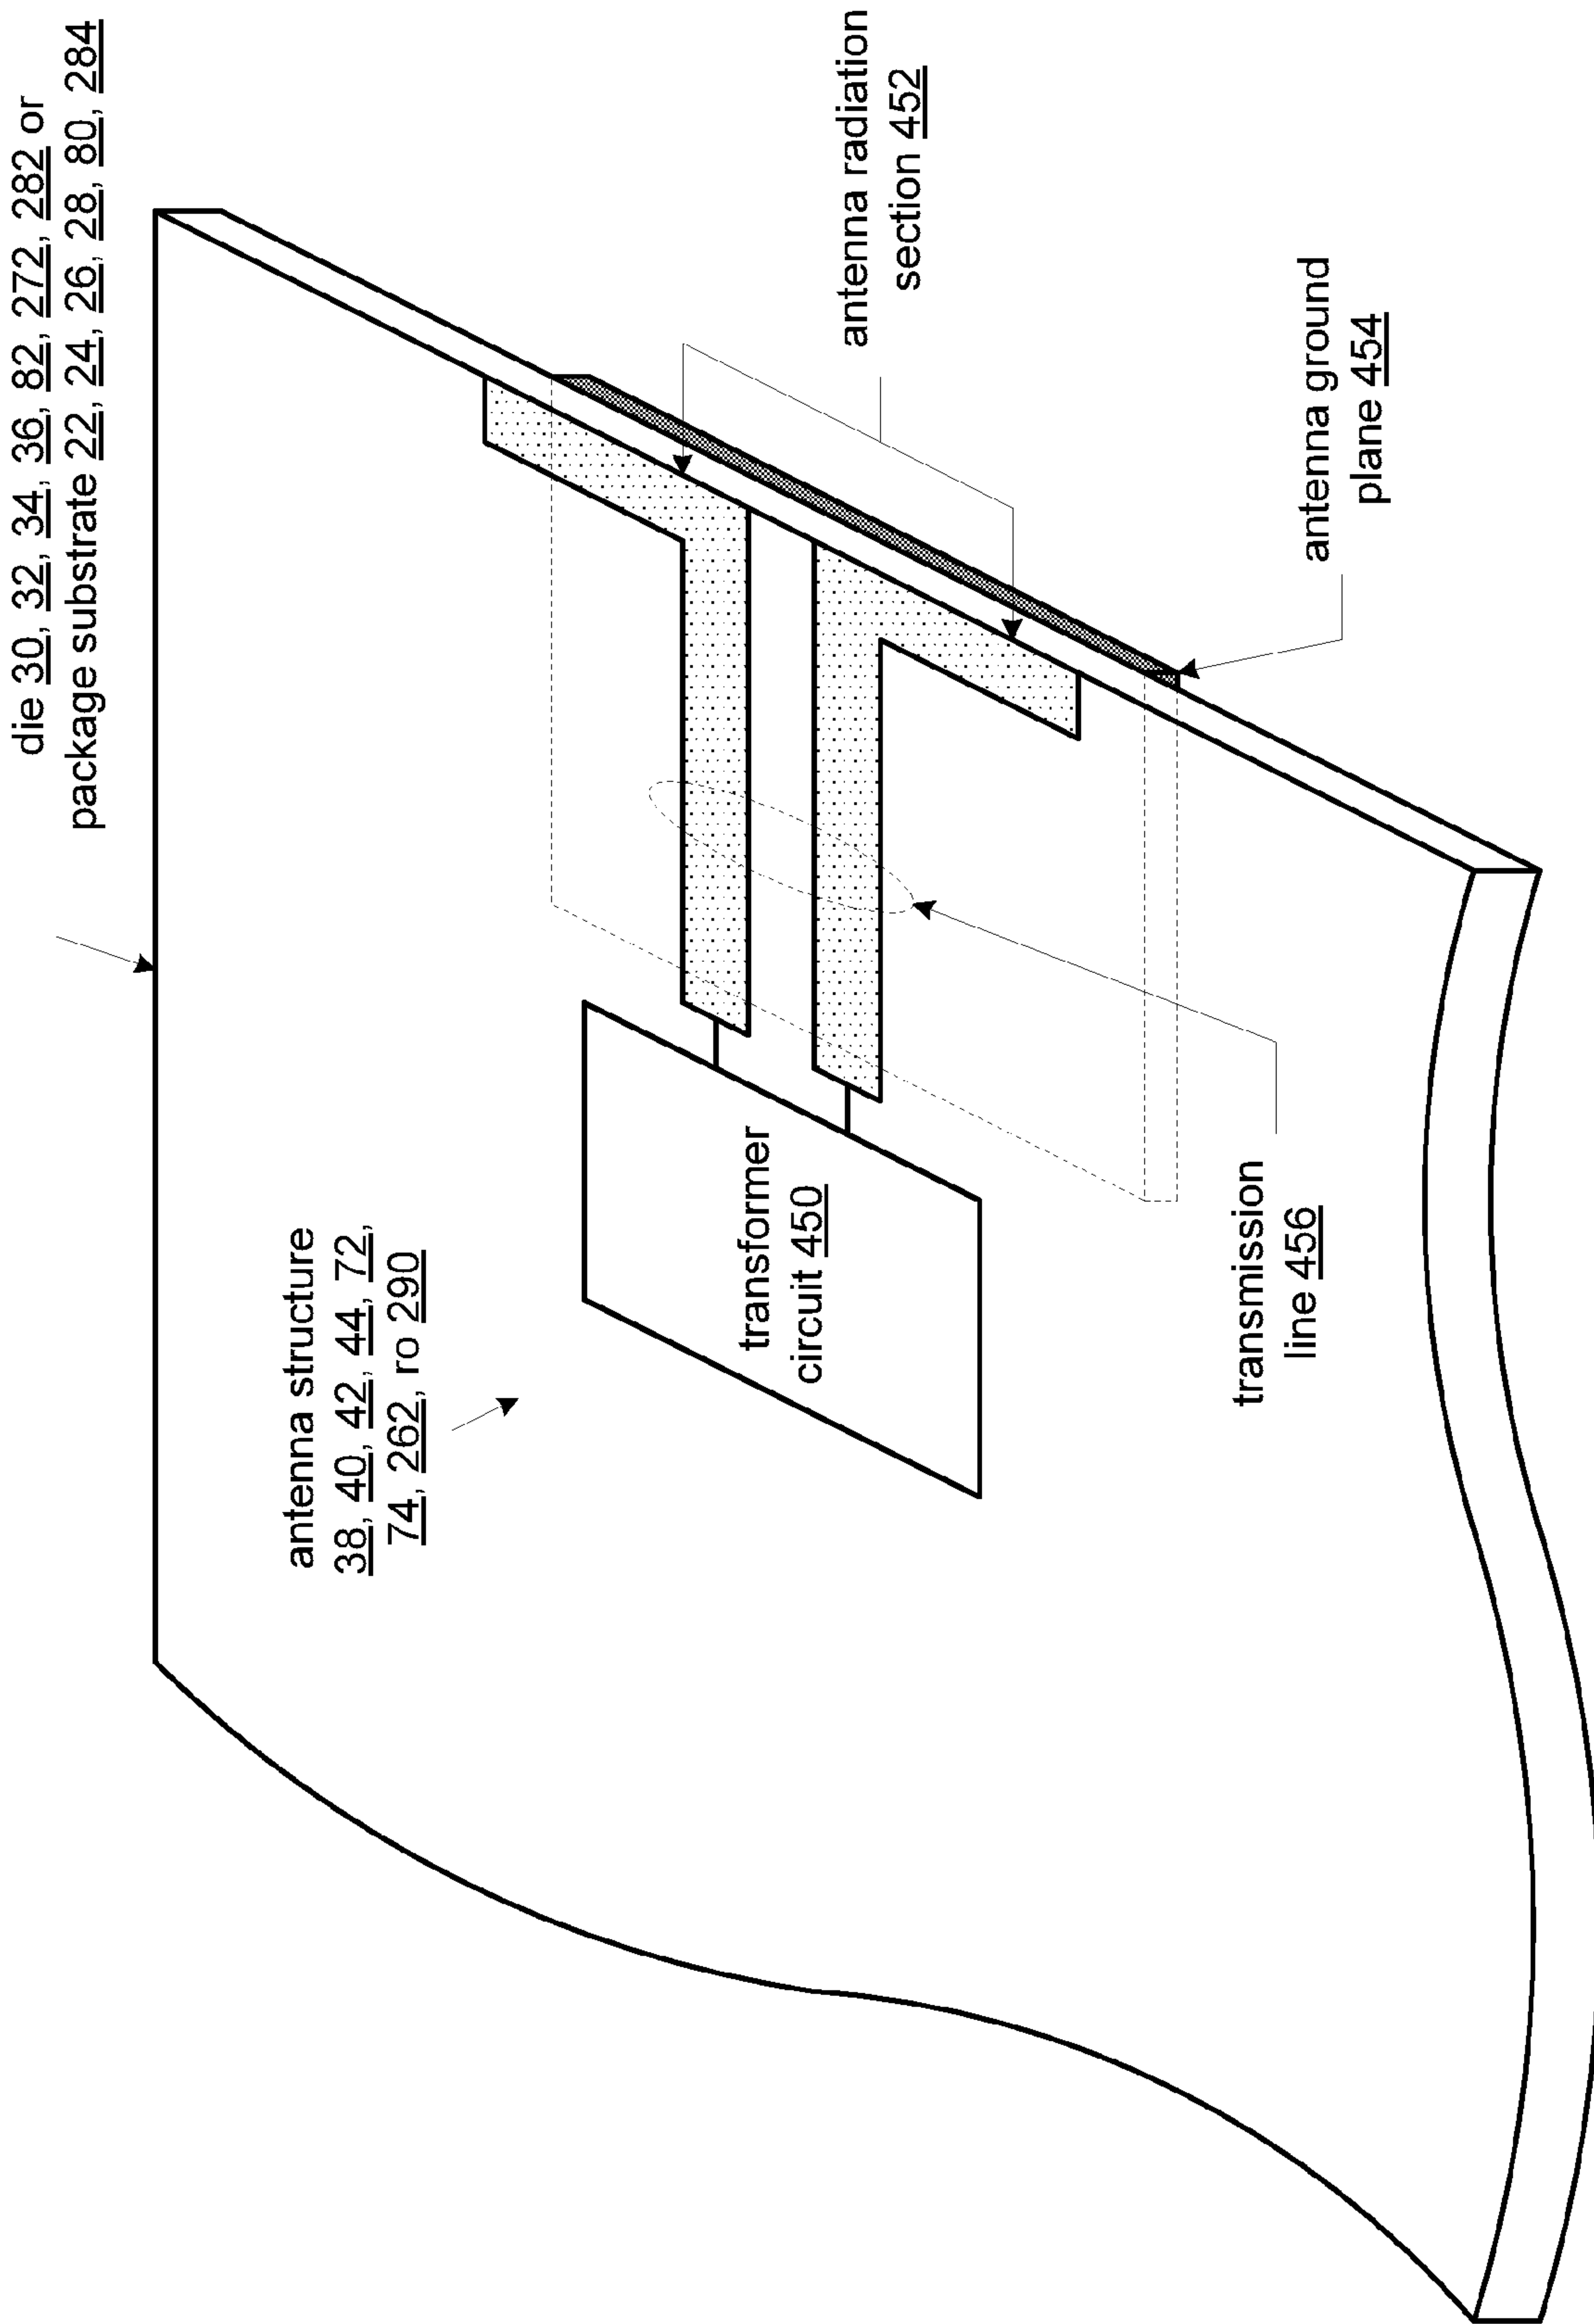 die 30, 32, 34, 36, 82, 272, 282 or
package substrate 22, 24, 26, 28, 80, 284
antenna structure
38, 40, 42, 44, 72,
74, 262, ro 290
transformer
circuit 450
antenna radiation
section 452
antenna ground
plane 454
transmission
line 456